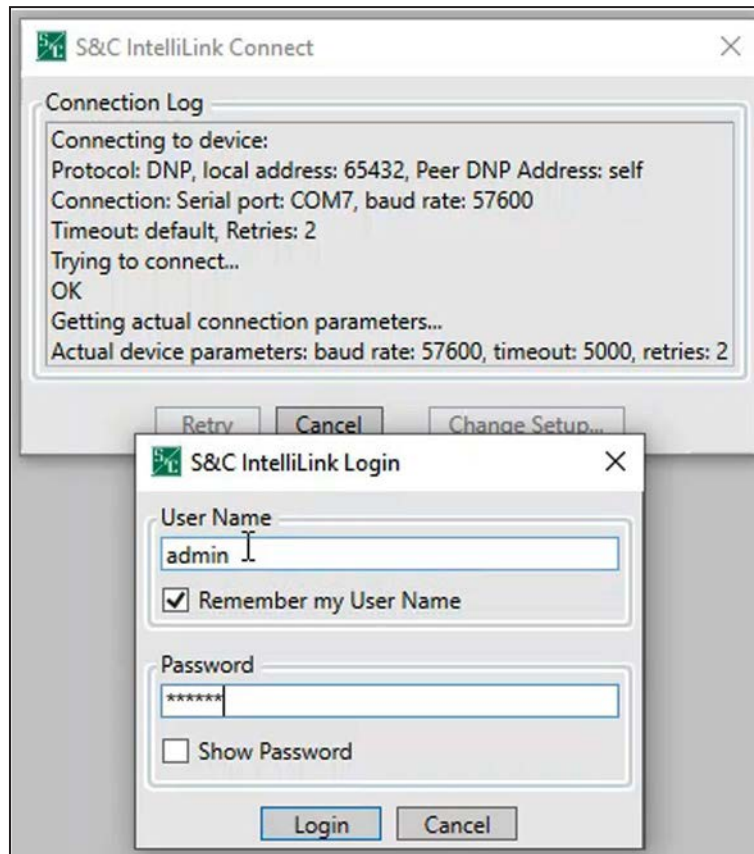 S&C IntelliLink Connect
Connection Log
Connecting to device:
Protocol: DNP, local address: 65432, Peer DNP Address: self
Connection: Serial port: COM7, baud rate: 57600
Timeout: default, Retries: 2
Trying to connect...
OK
Getting actual connection parameters...
Actual device parameters: baud rate: 57600, timeout: 5000, retries: 2
Retry Cancel Change Setup...
S&C IntelliLink Login
User Name
admin
Remember my User Name
Password
******
Show Password
Login Cancel